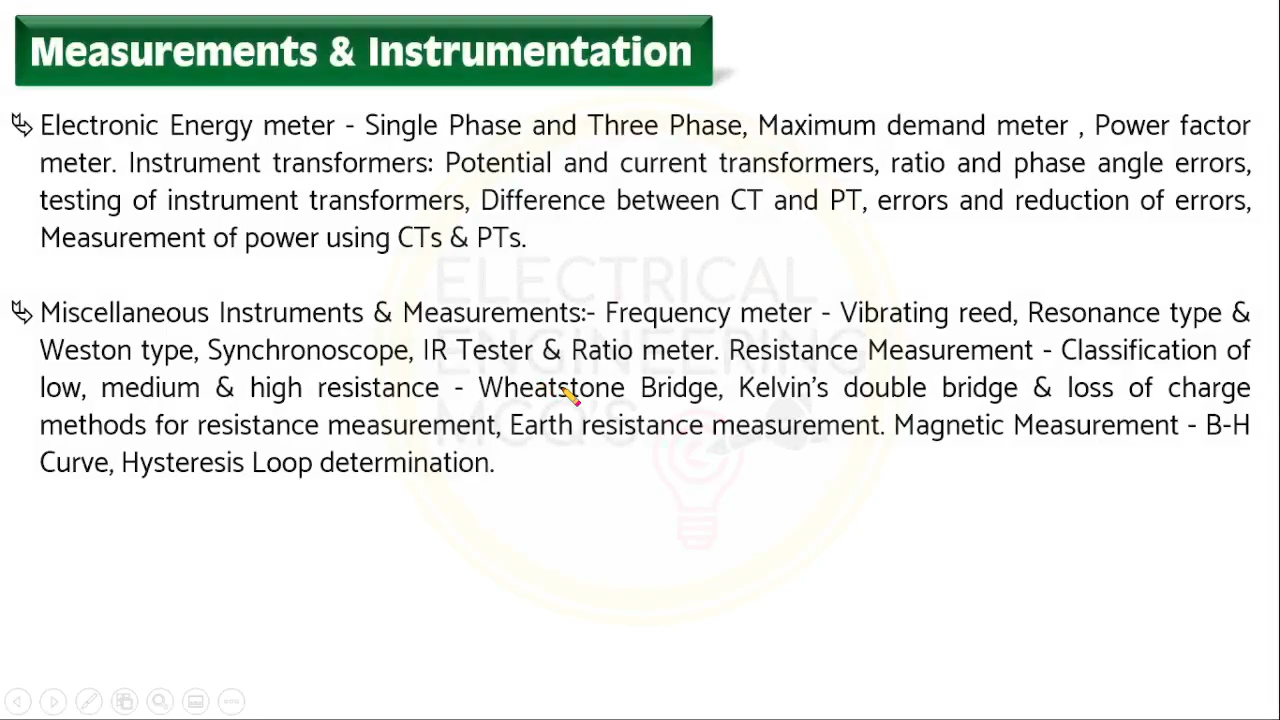 Measurements & Instrumentation
Electronic Energy meter - Single Phase and Three Phase, Maximum demand meter , Power factor
meter. Instrument transformers: Potential and current transformers, ratio and phase angle errors,
testing of instrument transformers, Difference between CT and PT, errors and reduction of errors,
Measurement of power using CTs & PTs.
Miscellaneous Instruments & Measurements:- Frequency meter - Vibrating reed, Resonance type &
Weston type, Synchronoscope, IR Tester & Ratio meter. Resistance Measurement - Classification of
low, medium & high resistance - Wheatstone Bridge, Kelvin's double bridge & loss of charge
methods for resistance measurement, Earth resistance measurement. Magnetic Measurement - B-H
Curve, Hysteresis Loop determination.
ELECTRICAL
ENGINEERING
MCQ'S